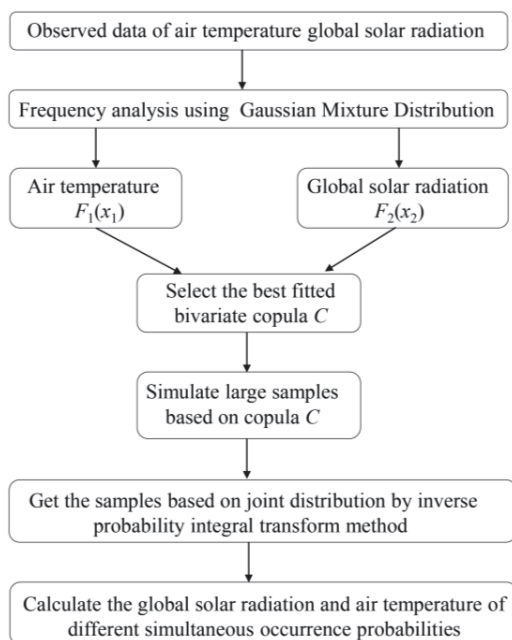 Observed data of air temperature global solar radiation
Frequency analysis using Gaussian Mixture Distribution
Air temperature
F₁(x₁)
Global solar radiation
F₂(x₂)
Select the best fitted
bivariate copula C
Simulate large samples
based on copula C
Get the samples based on joint distribution by inverse
probability integral transform method
Calculate the global solar radiation and air temperature of
different simultaneous occurrence probabilities